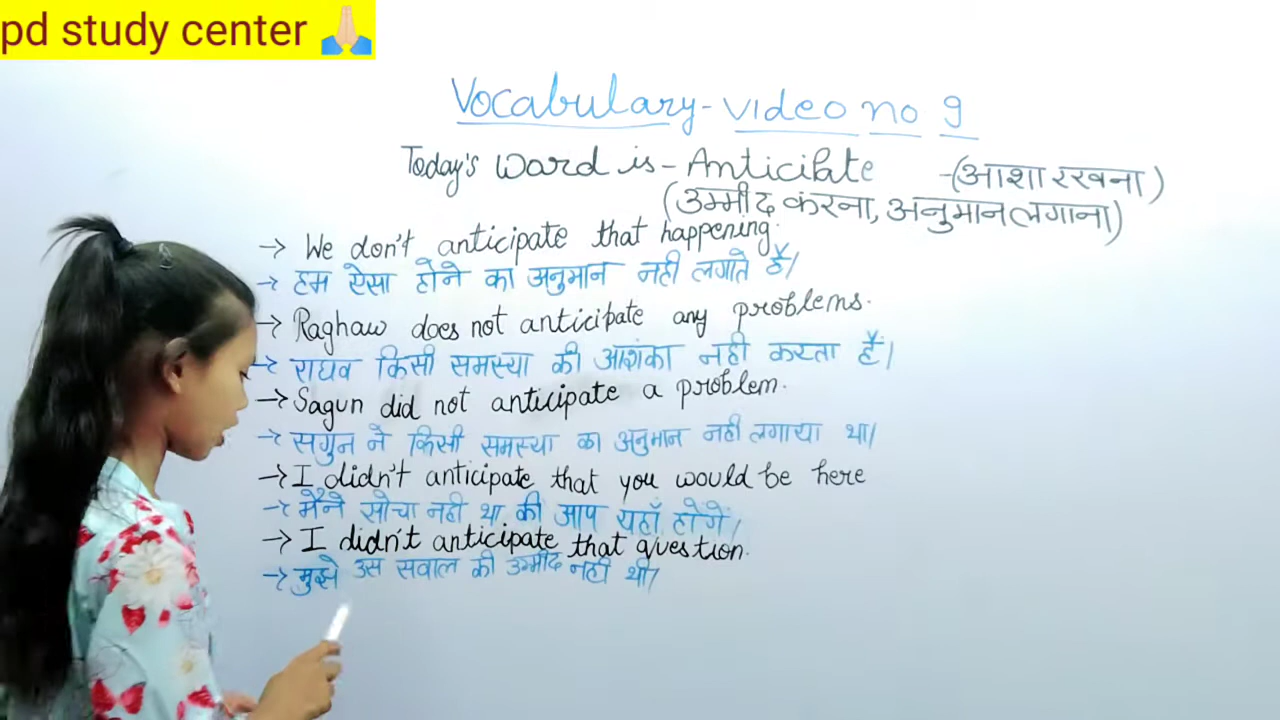 pd study center 🙏
Vocabulary - Video no 9
Today's Word is - Anticipate - (आशा रखना)
(उम्मीद करना, अनुमान लगाना)
→ We don't anticipate that happening.
→ हम ऐसा होने का अनुमान नही लगाते हैं।
→ Raghaw does not anticipate any problems.
→ राघव किसी समस्या की आशंका नही करता हैं।
→ Sagun did not anticipate a problem.
→ सगुन ने किसी समस्या का अनुमान नही लगाया था।
→ I didn't anticipate that you would be here
→ मैंने सोचा नही था की आप यहाँ होंगें।
→ I didn't anticipate that question.
→ मुझे उस सवाल की उम्मीद नही थी।